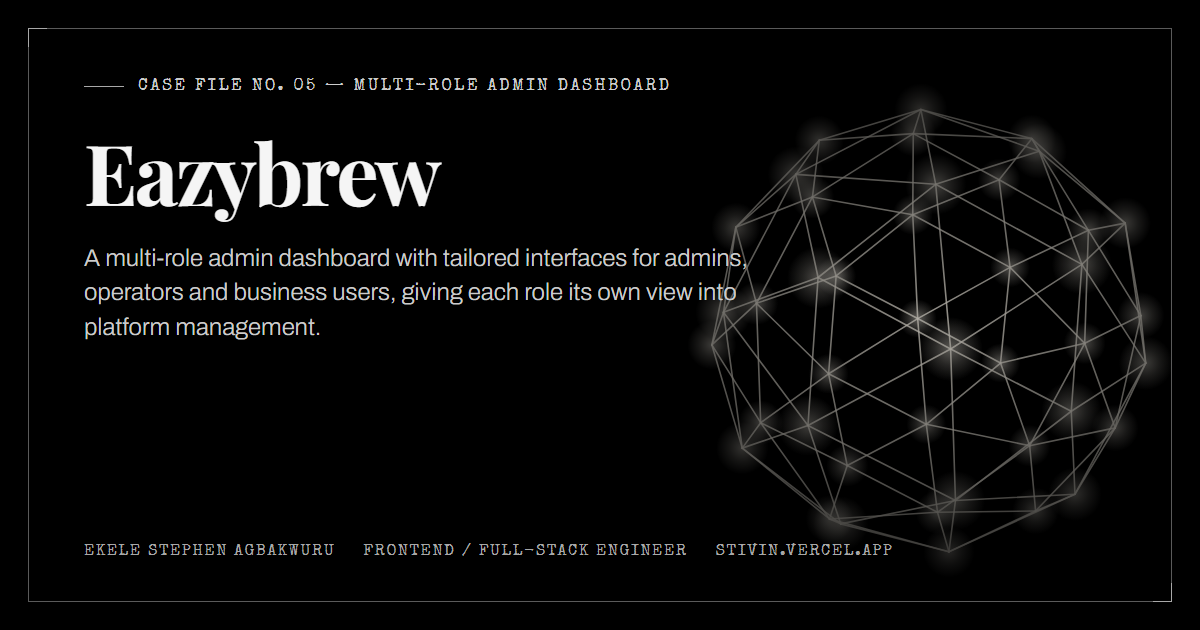 CASE FILE NO. 05 — MULTI-ROLE ADMIN DASHBOARD
Eazybrew
A multi-role admin dashboard with tailored interfaces for admins,
operators and business users, giving each role its own view into
platform management.
EKELE STEPHEN AGBAKWURU FRONTEND / FULL-STACK ENGINEER STIVIN.VERCEL.APP